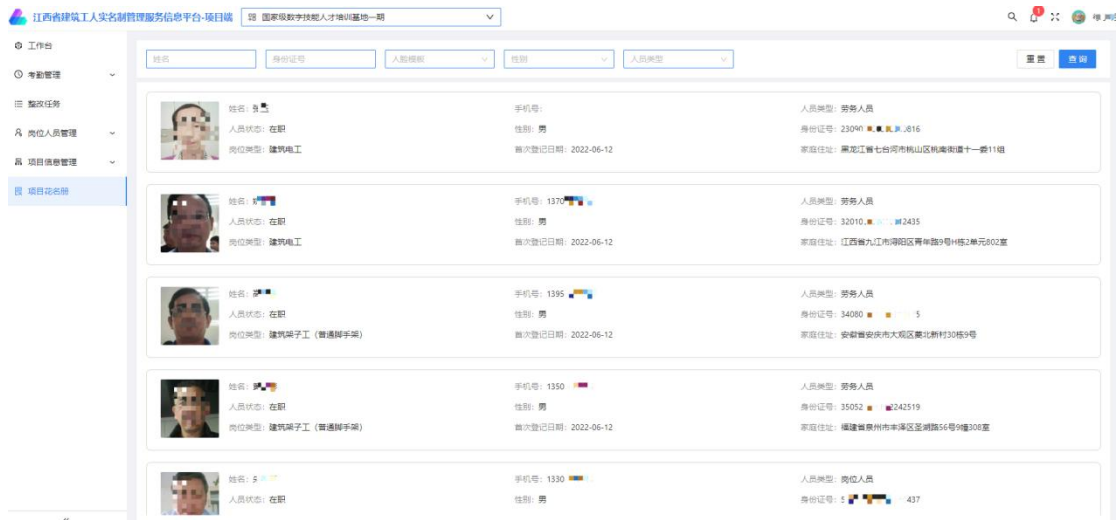 江西省建筑工人实名制管理服务信息平台-项目端
国家级数字技能人才培训基地一期
1
工作台
考勤管理
整改任务
岗位人员管理
项目信息管理
项目花名册
姓名 身份证号 人脸模板 性别 人员类型 重置 查询
姓名: 手机号: 人员类型: 劳务人员
人员状态: 在职 性别: 男 身份证号: 23090 816
岗位类型: 建筑电工 首次登记日期: 2022-06-12 家庭住址: 黑龙江省七台河市桃山区桃南街道十一委11组
姓名: 手机号: 1370 人员类型: 劳务人员
人员状态: 在职 性别: 男 身份证号: 32010 2435
岗位类型: 建筑电工 首次登记日期: 2022-06-12 家庭住址: 江西省九江市浔阳区青年路9号H栋2单元802室
姓名: 手机号: 1395 人员类型: 劳务人员
人员状态: 在职 性别: 男 身份证号: 34080 5
岗位类型: 建筑架子工（普通脚手架） 首次登记日期: 2022-06-12 家庭住址: 安徽省安庆市大观区菱北新村30栋9号
姓名: 手机号: 1350 人员类型: 劳务人员
人员状态: 在职 性别: 男 身份证号: 35052 2242519
岗位类型: 建筑架子工（普通脚手架） 首次登记日期: 2022-06-12 家庭住址: 福建省泉州市丰泽区圣湖路56号9幢308室
姓名: 手机号: 1330 人员类型: 岗位人员
人员状态: 在职 性别: 男 身份证号: 5 437